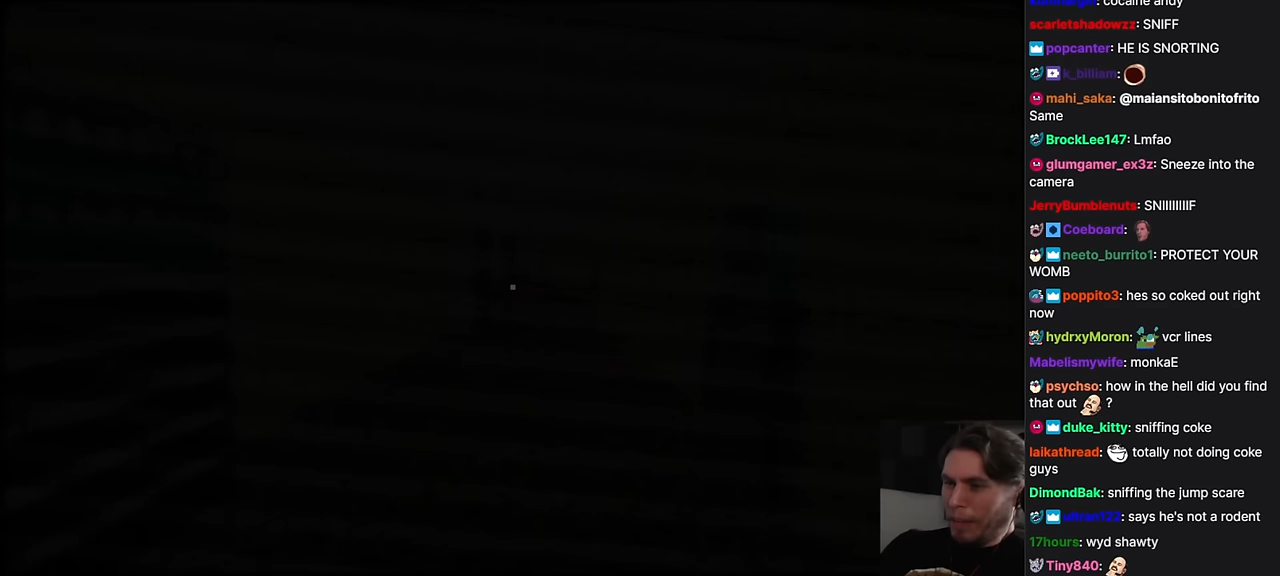 cocaine andy
scarletshadowzz: SNIFF
popcanter: HE IS SNORTING
k_billiam:
mahi_saka: @maiansitobonitofrito
Same
BrockLee147: Lmfao
glumgamer_ex3z: Sneeze into the
camera
JerryBumblenuts: SNIIIIIIIIF
Coeboard:
neeto_burrito1: PROTECT YOUR
WOMB
poppito3: hes so coked out right
now
hydrxyMoron: vcr lines
Mabelismywife: monkaE
psychso: how in the hell did you find
that out ?
duke_kitty: sniffing coke
laikathread: totally not doing coke
guys
DimondBak: sniffing the jump scare
: says he's not a rodent
17hours: wyd shawty
Tiny840: